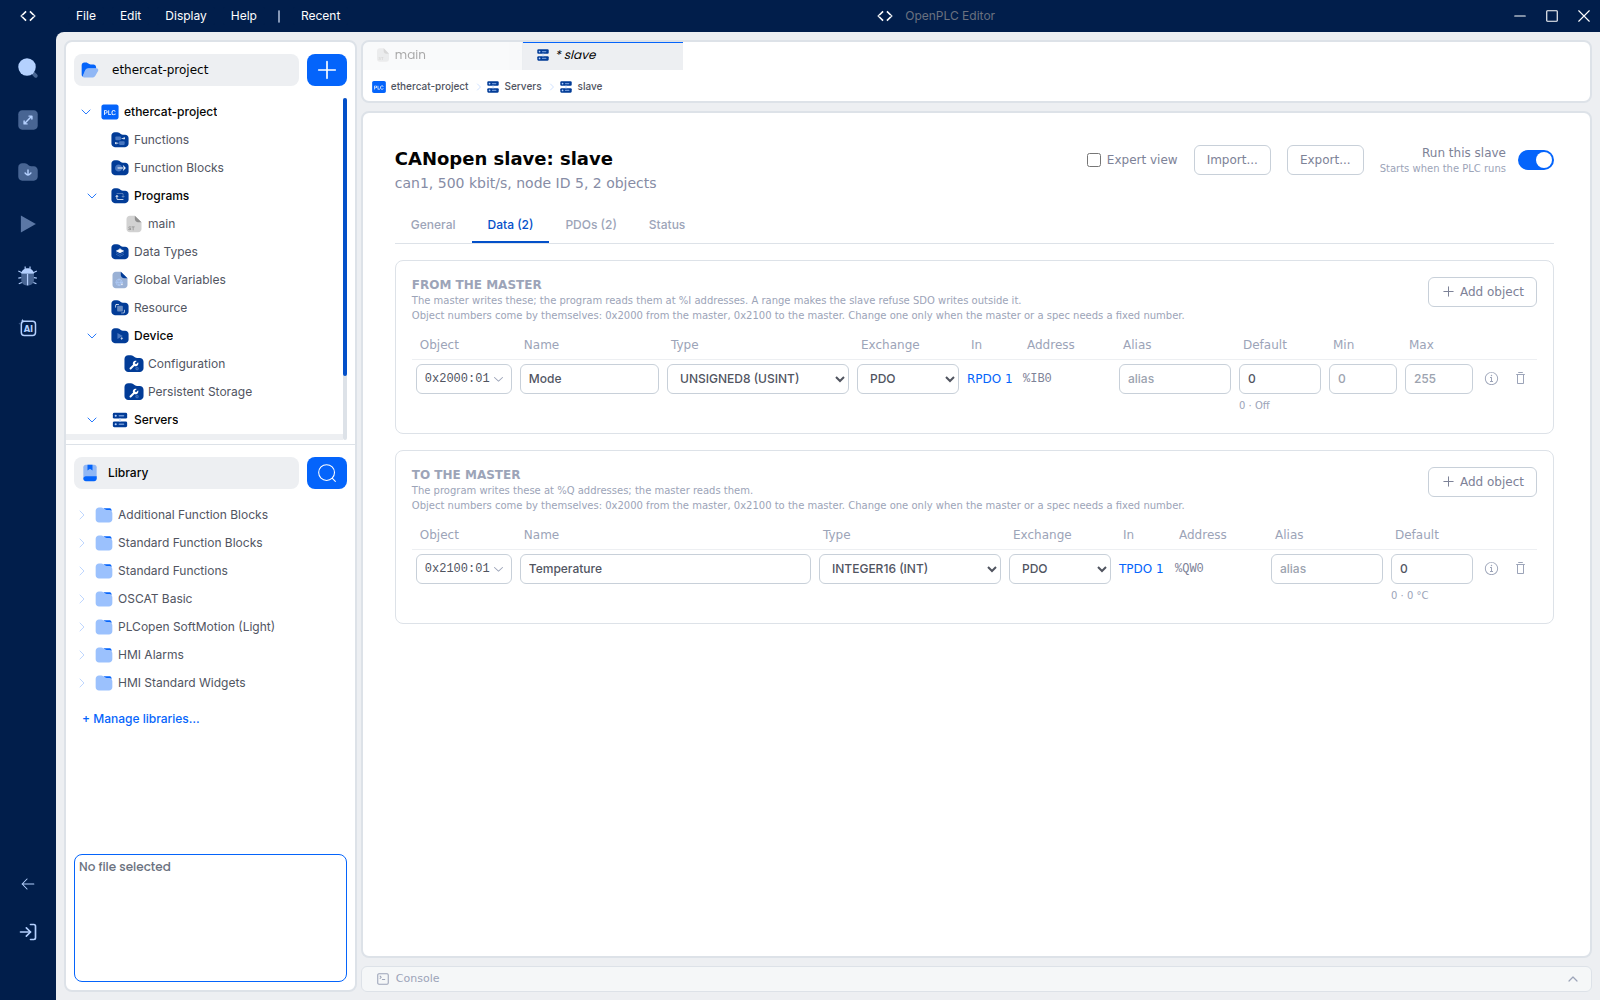 File Edit Display Help | Recent
OpenPLC Editor
ethercat-project
PLC ethercat-project
Functions
Function Blocks
Programs
main
Data Types
Global Variables
Resource
Device
Configuration
Persistent Storage
Servers
AI
Library
Additional Function Blocks
Standard Function Blocks
Standard Functions
OSCAT Basic
PLCopen SoftMotion (Light)
HMI Alarms
HMI Standard Widgets
+ Manage libraries...
No file selected
main
* slave
PLC ethercat-project Servers slave
CANopen slave: slave
can1, 500 kbit/s, node ID 5, 2 objects
Expert view
Import...
Export...
Run this slave
Starts when the PLC runs
General Data (2) PDOs (2) Status
FROM THE MASTER
The master writes these; the program reads them at %I addresses. A range makes the slave refuse SDO writes outside it.
Object numbers come by themselves: 0x2000 from the master, 0x2100 to the master. Change one only when the master or a spec needs a fixed number.
+ Add object
Object Name Type Exchange In Address Alias Default Min Max
0x2000:01 Mode UNSIGNED8 (USINT) PDO RPDO 1 %IB0 alias 0 0 255
0 · Off
TO THE MASTER
The program writes these at %Q addresses; the master reads them.
Object numbers come by themselves: 0x2000 from the master, 0x2100 to the master. Change one only when the master or a spec needs a fixed number.
+ Add object
Object Name Type Exchange In Address Alias Default
0x2100:01 Temperature INTEGER16 (INT) PDO TPDO 1 %QW0 alias 0
0 · 0 °C
Console